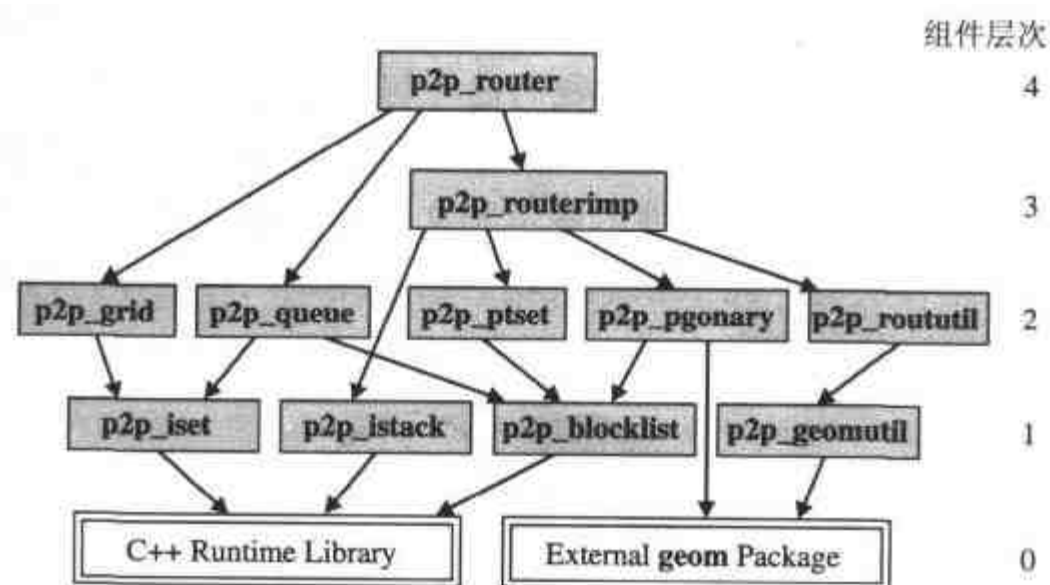 组件层次
p2p_router
4
p2p_routerimp
3
p2p_grid
p2p_queue
p2p_ptset
p2p_pgonary
p2p_roututil
2
p2p_iset
p2p_istack
p2p_blocklist
p2p_geomutil
1
C++ Runtime Library
External geom Package
0